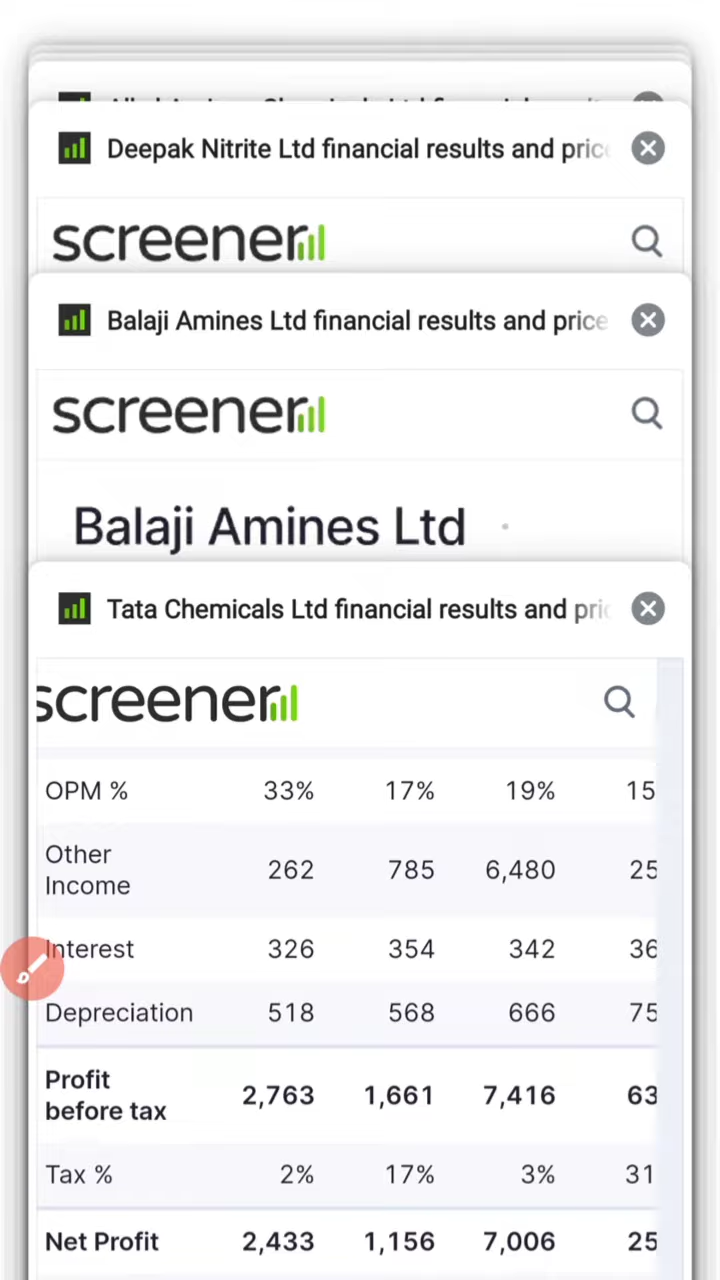 Deepak Nitrite Ltd financial results and pric
screener
Balaji Amines Ltd financial results and price
screener
Balaji Amines Ltd
Tata Chemicals Ltd financial results and pric
screener
OPM % 33% 17% 19% 15
Other
Income 262 785 6,480 25
Interest 326 354 342 36
Depreciation 518 568 666 75
Profit
before tax 2,763 1,661 7,416 63
Tax % 2% 17% 3% 31
Net Profit 2,433 1,156 7,006 25